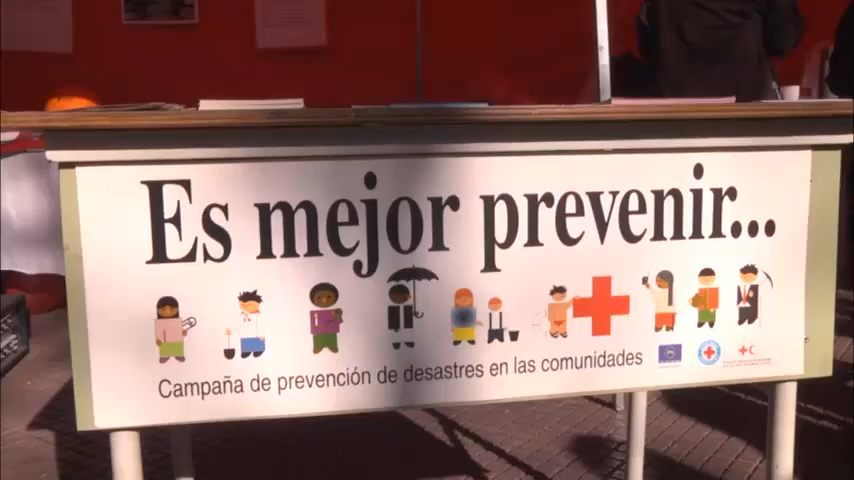 Es mejor prevenir...
Campaña de prevención de desastres en las comunidades